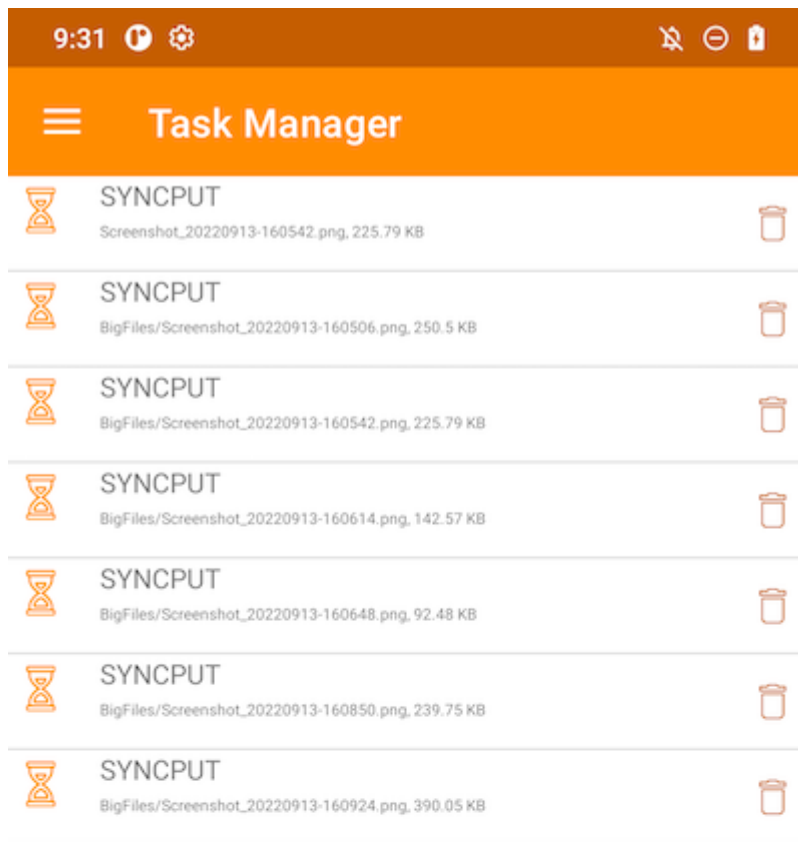 9:31
Task Manager
SYNCPUT
Screenshot_20220913-160542.png, 225.79 KB
SYNCPUT
BigFiles/Screenshot_20220913-160506.png, 250.5 KB
SYNCPUT
BigFiles/Screenshot_20220913-160542.png, 225.79 KB
SYNCPUT
BigFiles/Screenshot_20220913-160614.png, 142.57 KB
SYNCPUT
BigFiles/Screenshot_20220913-160648.png, 92.48 KB
SYNCPUT
BigFiles/Screenshot_20220913-160850.png, 239.75 KB
SYNCPUT
BigFiles/Screenshot_20220913-160924.png, 390.05 KB